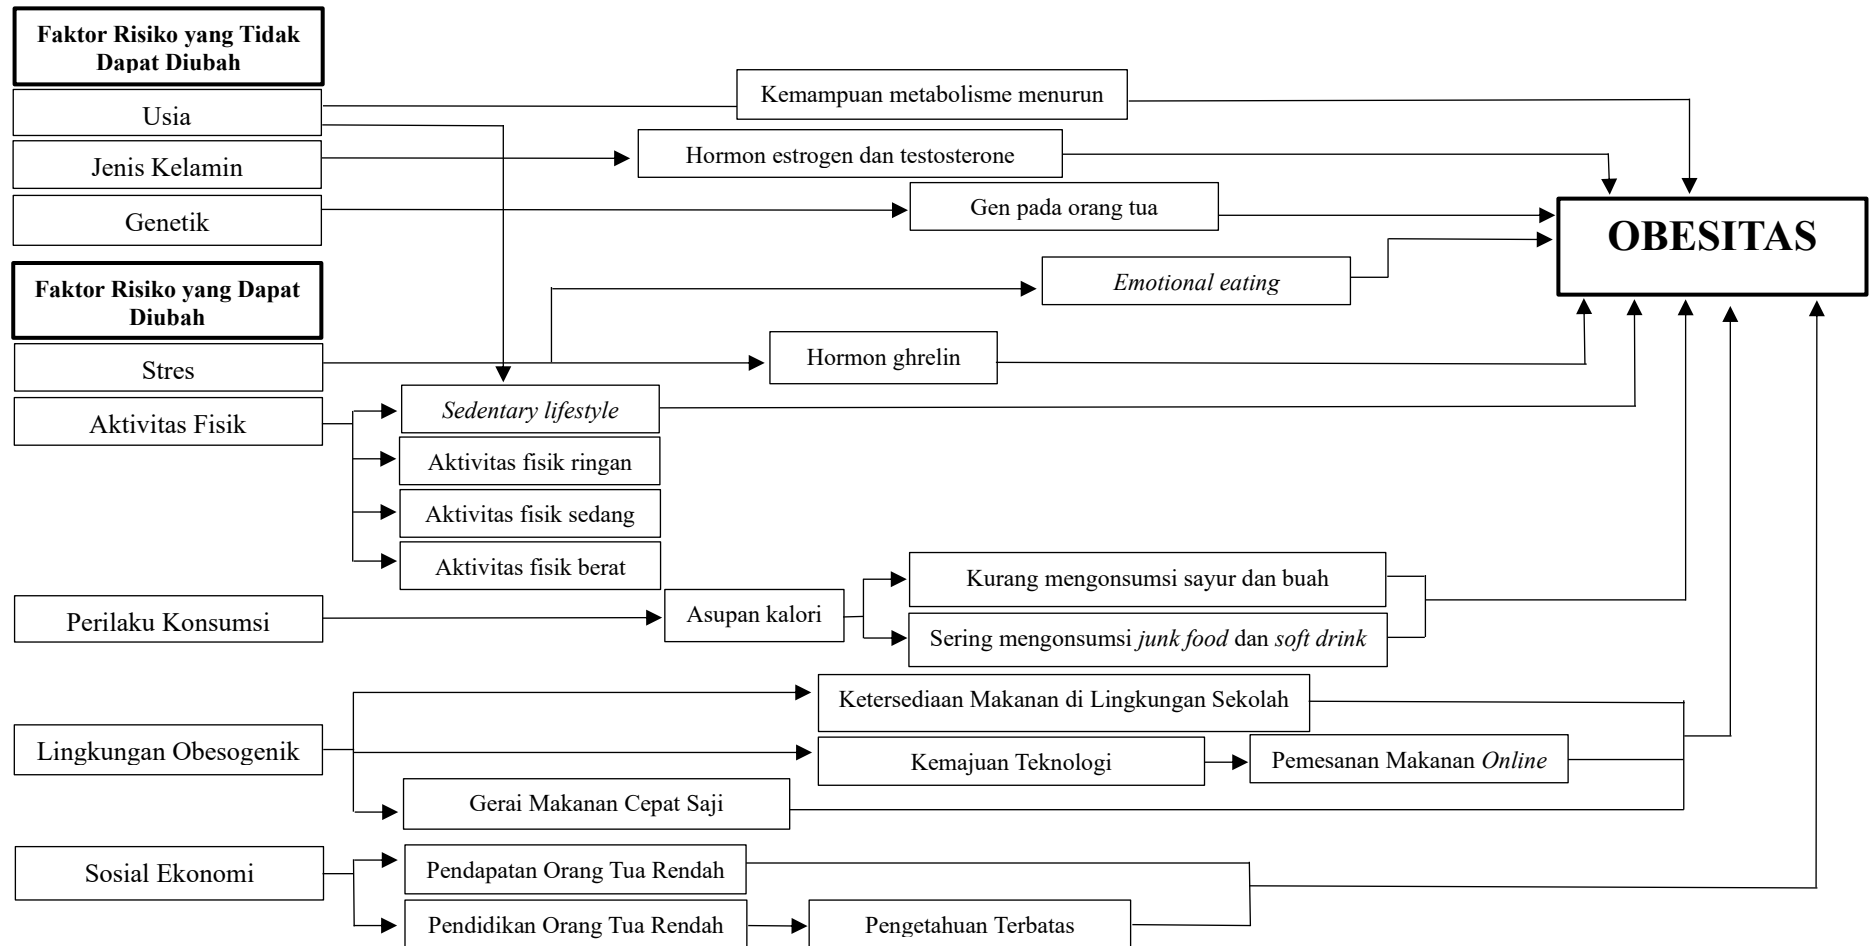 Faktor Risiko yang Tidak
Dapat Diubah
Usia
Kemampuan metabolisme menurun
Jenis Kelamin
Hormon estrogen dan testosterone
Genetik
Gen pada orang tua
OBESITAS
Faktor Risiko yang Dapat
Diubah
Emotional eating
Stres
Hormon ghrelin
Aktivitas Fisik
Sedentary lifestyle
Aktivitas fisik ringan
Aktivitas fisik sedang
Aktivitas fisik berat
Perilaku Konsumsi
Asupan kalori
Kurang mengonsumsi sayur dan buah
Sering mengonsumsi junk food dan soft drink
Lingkungan Obesogenik
Ketersediaan Makanan di Lingkungan Sekolah
Kemajuan Teknologi
Pemesanan Makanan Online
Gerai Makanan Cepat Saji
Sosial Ekonomi
Pendapatan Orang Tua Rendah
Pendidikan Orang Tua Rendah
Pengetahuan Terbatas